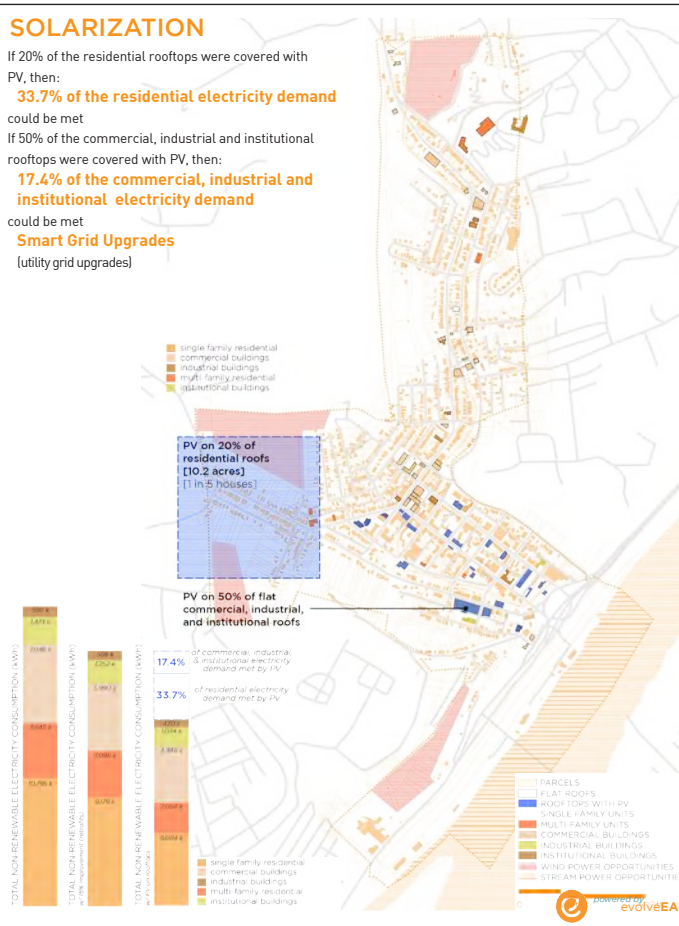 SOLARIZATION
If 20% of the residential rooftops were covered with
PV, then:
33.7% of the residential electricity demand
could be met
If 50% of the commercial, industrial and institutional
rooftops were covered with PV, then:
17.4% of the commercial, industrial and
institutional electricity demand
could be met
Smart Grid Upgrades
(utility grid upgrades)
single family residential
commercial buildings
industrial buildings
multi-family residential
institutional buildings
PV on 20% of
residential roofs
[10.2 acres]
[1 in 5 houses]
PV on 50% of flat
commercial, industrial,
and institutional roofs
of commercial, industrial,
& institutional electricity
demand met by PV
17.4%
of residential electricity
demand met by PV
33.7%
TOTAL NON-RENEWABLE ELECTRICITY CONSUMPTION (kWh)
TOTAL NON-RENEWABLE ELECTRICITY CONSUMPTION (kWh)
TOTAL NON-RENEWABLE ELECTRICITY CONSUMPTION (kWh)
single family residential
commercial buildings
industrial buildings
multi family residential
institutional buildings
PARCELS
FLAT ROOFS
ROOFTOPS WITH PV
SINGLE FAMILY UNITS
MULTI-FAMILY UNITS
COMMERCIAL BUILDINGS
INDUSTRIAL BUILDINGS
INSTITUTIONAL BUILDINGS
WIND POWER OPPORTUNITIES
STREAM POWER OPPORTUNITIE
0
powered by
evolveEA